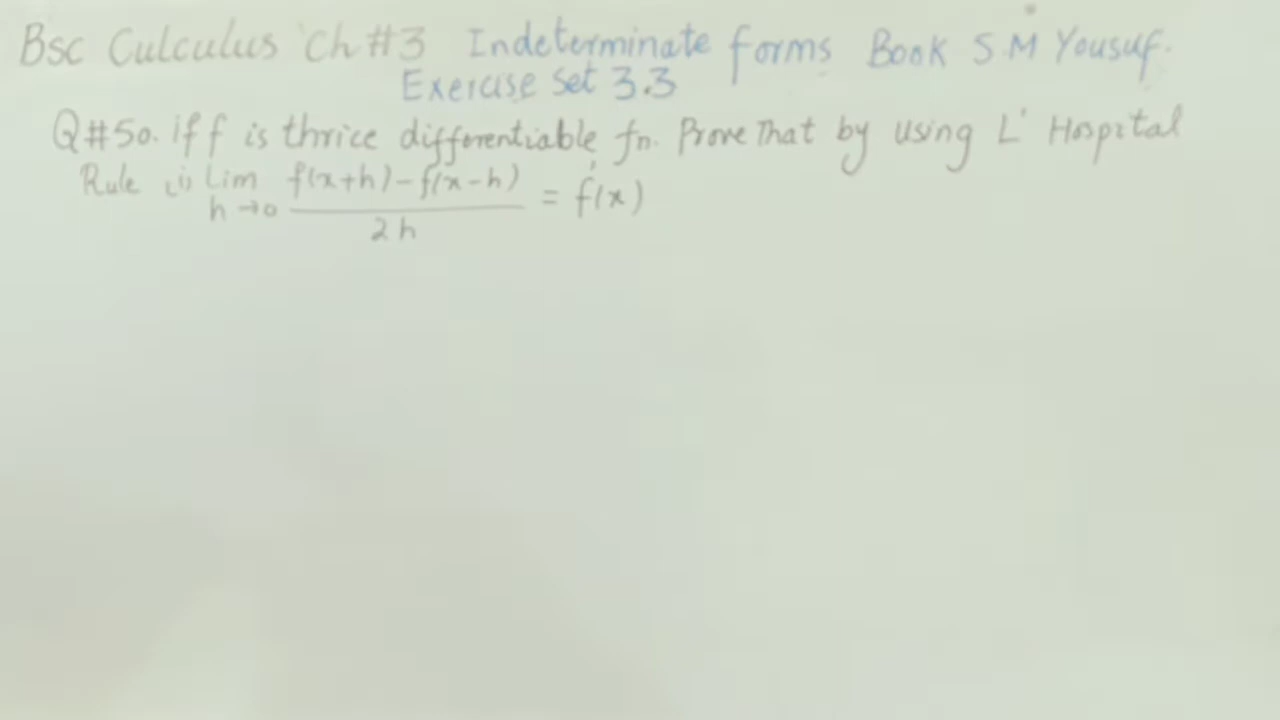 Bsc Culculus Ch #3 Indeterminate forms Book S.M Yousuf.
Exercise Set 3.3
Q#50. if f is thrice differentiable fn. Prove That by using L' Hospital
Rule (i) Lim h→0 f(x+h)-f(x-h) / 2h = f'(x)